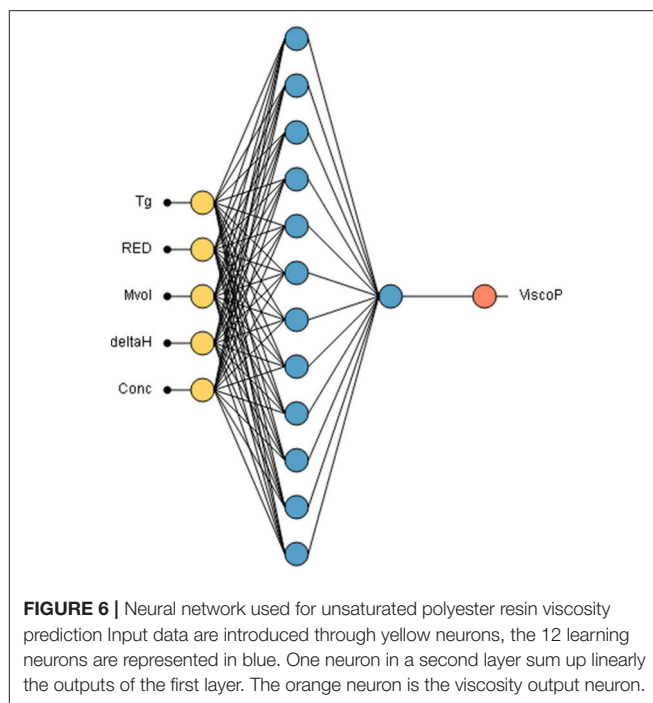 Tg
RED
Mvol
deltaH
Conc
ViscoP
FIGURE 6 | Neural network used for unsaturated polyester resin viscosity
prediction Input data are introduced through yellow neurons, the 12 learning
neurons are represented in blue. One neuron in a second layer sum up linearly
the outputs of the first layer. The orange neuron is the viscosity output neuron.